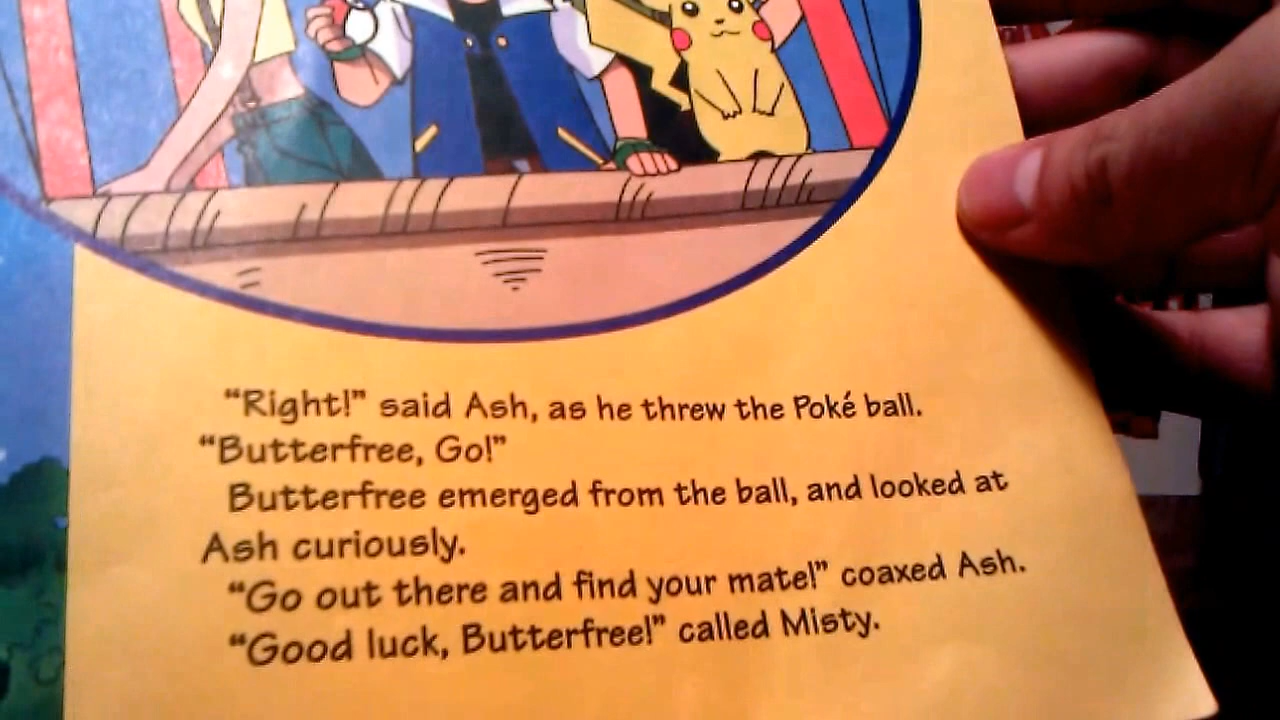 “Right!” said Ash, as he threw the Poké ball.
“Butterfree, Go!”
Butterfree emerged from the ball, and looked at
Ash curiously.
“Go out there and find your mate!” coaxed Ash.
“Good luck, Butterfree!” called Misty.